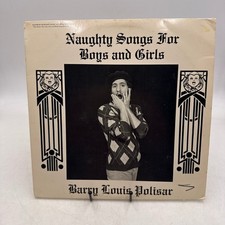 Naughty Songs For
Boys and Girls
Barry Louis Polisar